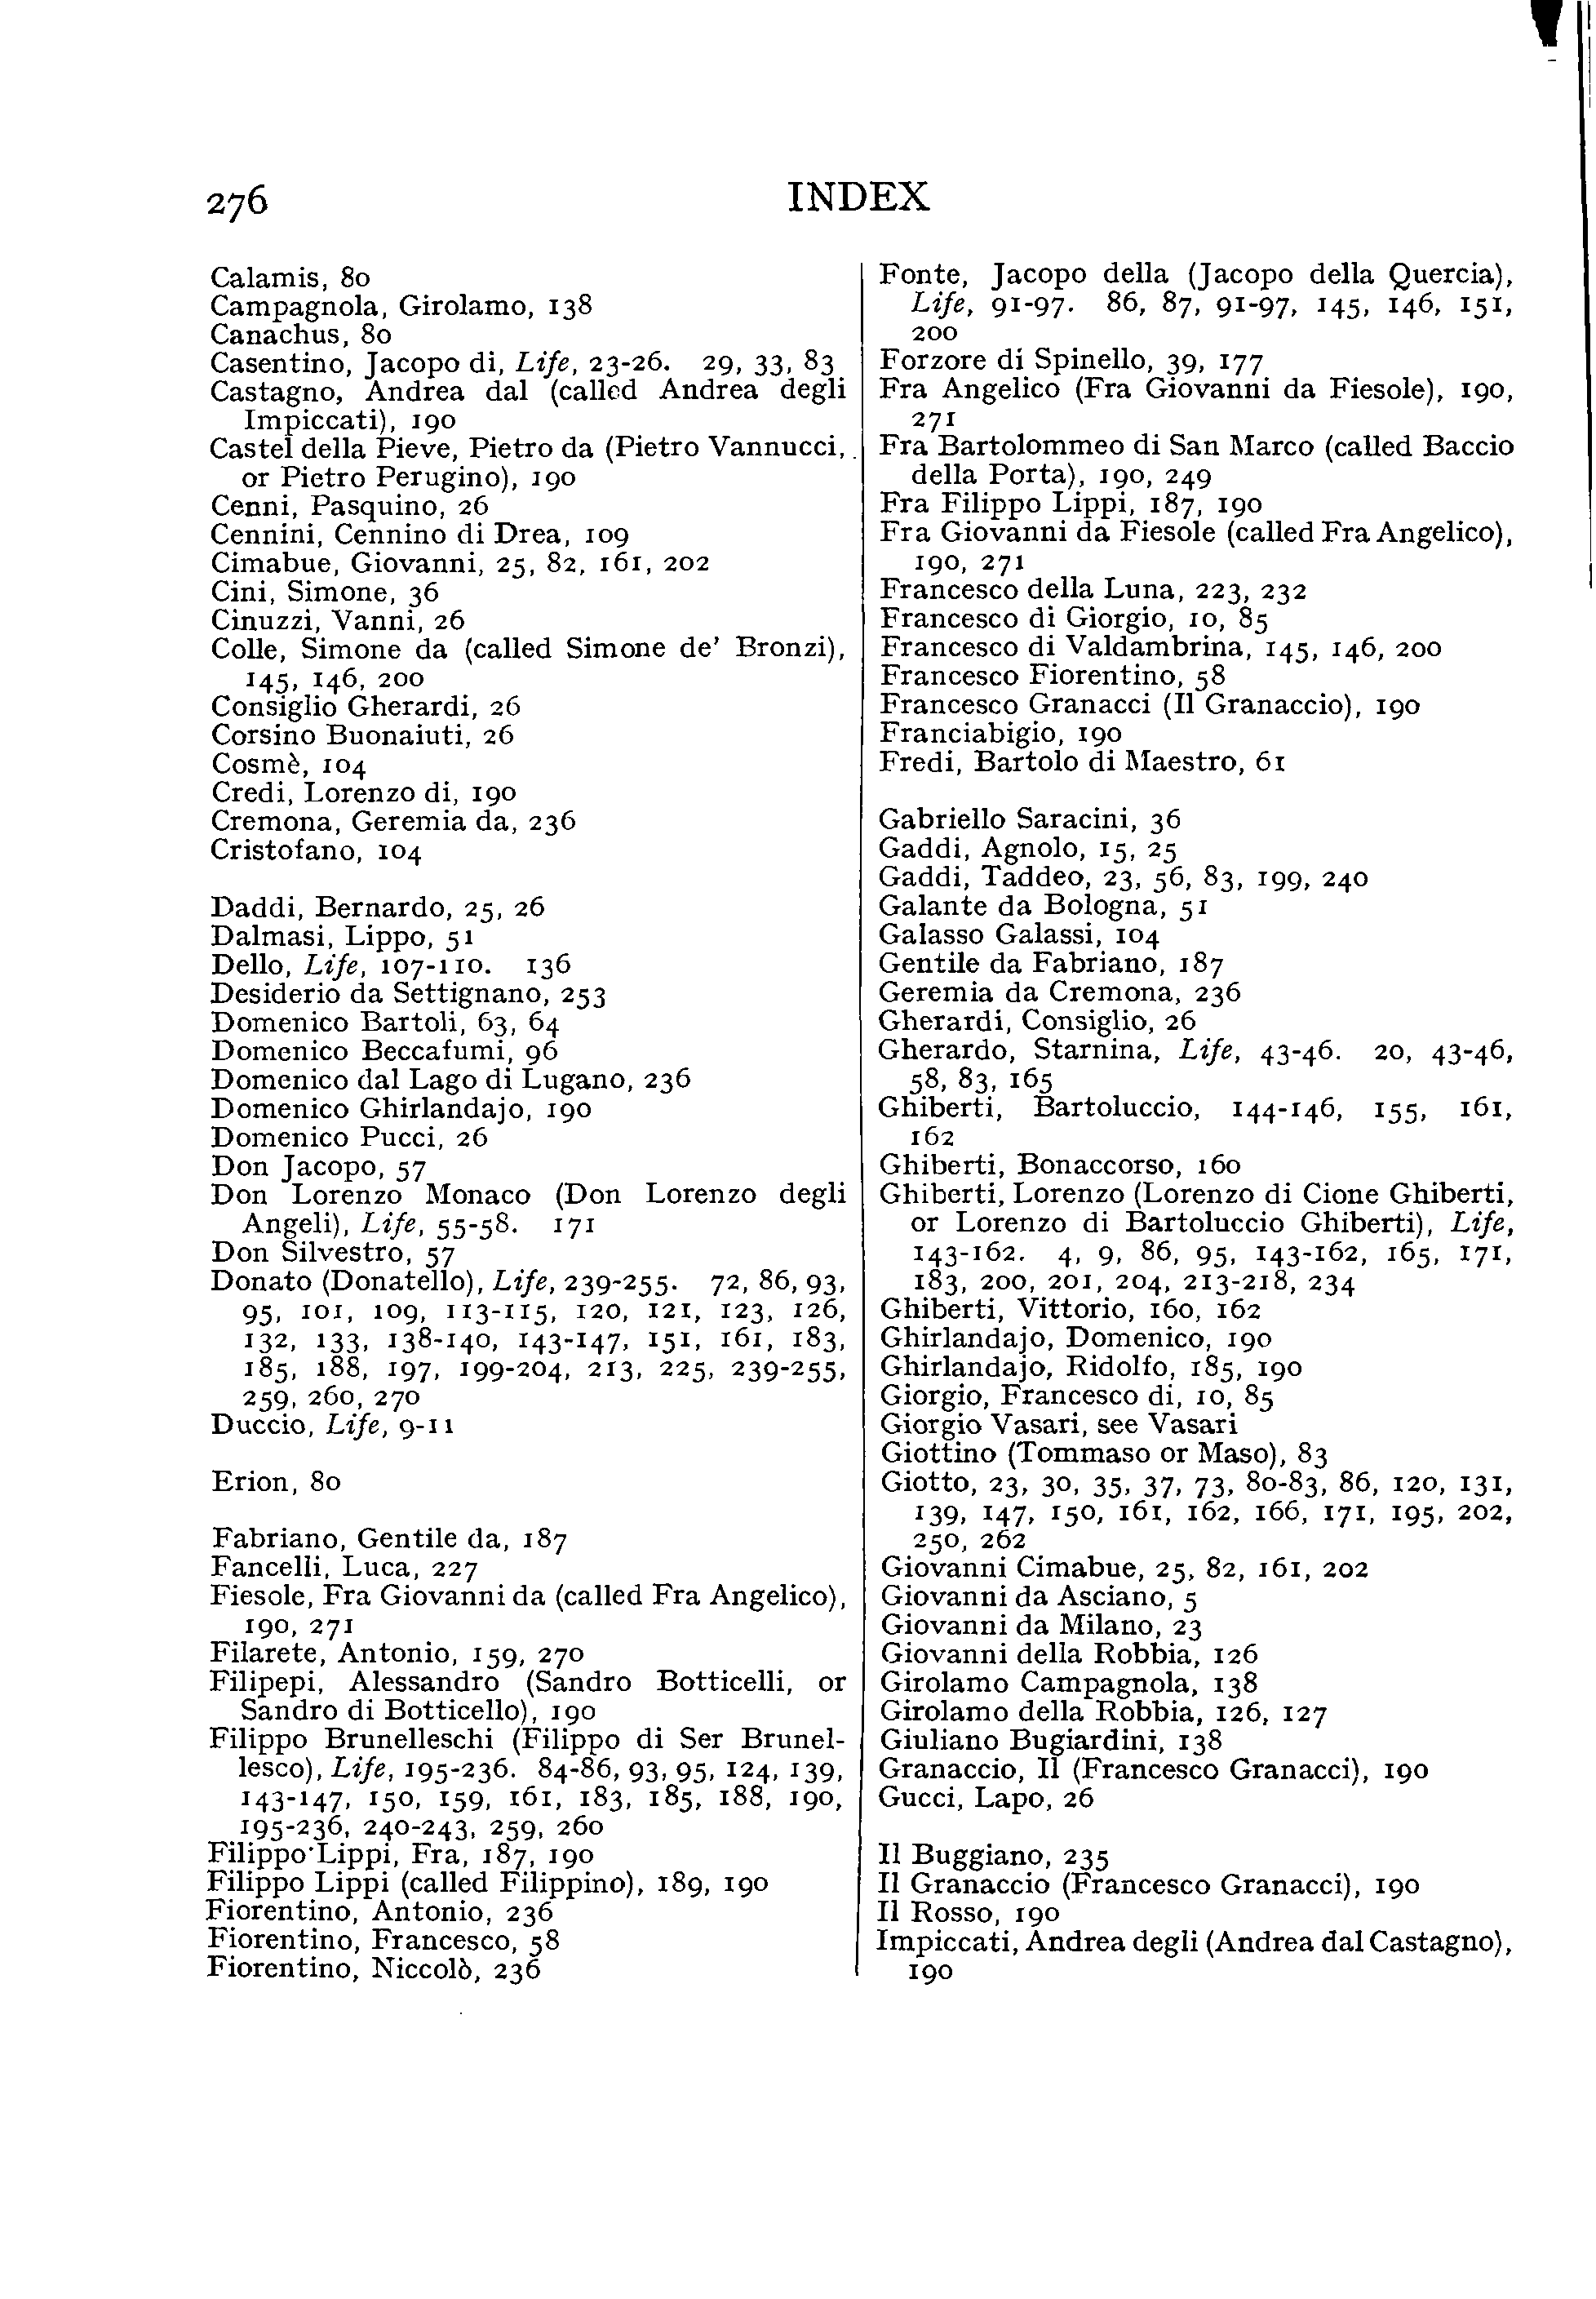 276
INDEX
Calamis, 80
Campagnola, Girolamo, 138
Canachus, 80
Casentino, Jacopo di, Life, 23-26. 29, 33, 83
Castagno, Andrea dal (called Andrea degli
Impiccati), 190
Castel della Pieve, Pietro da (Pietro Vannucci,
or Pietro Perugino), 190
Cenni, Pasquino, 26
Cennini, Cennino di Drea, 109
Cimabue, Giovanni, 25, 82, 161, 202
Cini, Simone, 36
Cinuzzi, Vanni, 26
Colle, Simone da (called Simone de' Bronzi),
145, 146, 200
Consiglio Gherardi, 26
Corsino Buonaiuti, 26
Cosmè, 104
Credi, Lorenzo di, 190
Cremona, Geremia da, 236
Cristofano, 104
Daddi, Bernardo, 25, 26
Dalmasi, Lippo, 51
Dello, Life, 107-110. 136
Desiderio da Settignano, 253
Domenico Bartoli, 63, 64
Domenico Beccafumi, 96
Domenico dal Lago di Lugano, 236
Domenico Ghirlandajo, 190
Domenico Pucci, 26
Don Jacopo, 57
Don Lorenzo Monaco (Don Lorenzo degli
Angeli), Life, 55-58. 171
Don Silvestro, 57
Donato (Donatello), Life, 239-255. 72, 86, 93,
95, 101, 109, 113-115, 120, 121, 123, 126,
132, 133, 138-140, 143-147, 151, 161, 183,
185, 188, 197, 199-204, 213, 225, 239-255,
259, 260, 270
Duccio, Life, 9-11
Erion, 80
Fabriano, Gentile da, 187
Fancelli, Luca, 227
Fiesole, Fra Giovanni da (called Fra Angelico),
190, 271
Filarete, Antonio, 159, 270
Filipepi, Alessandro (Sandro Botticelli, or
Sandro di Botticello), 190
Filippo Brunelleschi (Filippo di Ser Brunel-
lesco), Life, 195-236. 84-86, 93, 95, 124, 139,
143-147, 150, 159, 161, 183, 185, 188, 190,
195-236, 240-243, 259, 260
Filippo Lippi, Fra, 187, 190
Filippo Lippi (called Filippino), 189, 190
Fiorentino, Antonio, 236
Fiorentino, Francesco, 58
Fiorentino, Niccolò, 236
Fonte, Jacopo della (Jacopo della Quercia),
Life, 91-97. 86, 87, 91-97, 145, 146, 151,
200
Forzore di Spinello, 39, 177
Fra Angelico (Fra Giovanni da Fiesole), 190,
271
Fra Bartolommeo di San Marco (called Baccio
della Porta), 190, 249
Fra Filippo Lippi, 187, 190
Fra Giovanni da Fiesole (called Fra Angelico),
190, 271
Francesco della Luna, 223, 232
Francesco di Giorgio, 10, 85
Francesco di Valdambrina, 145, 146, 200
Francesco Fiorentino, 58
Francesco Granacci (Il Granaccio), 190
Franciabigio, 190
Fredi, Bartolo di Maestro, 61
Gabriello Saracini, 36
Gaddi, Agnolo, 15, 25
Gaddi, Taddeo, 23, 56, 83, 199, 240
Galante da Bologna, 51
Galasso Galassi, 104
Gentile da Fabriano, 187
Geremia da Cremona, 236
Gherardi, Consiglio, 26
Gherardo, Starnina, Life, 43-46. 20, 43-46,
58, 83, 165
Ghiberti, Bartoluccio, 144-146, 155, 161,
162
Ghiberti, Bonaccorso, 160
Ghiberti, Lorenzo (Lorenzo di Cione Ghiberti,
or Lorenzo di Bartoluccio Ghiberti), Life,
143-162. 4, 9, 86, 95, 143-162, 165, 171,
183, 200, 201, 204, 213-218, 234
Ghiberti, Vittorio, 160, 162
Ghirlandajo, Domenico, 190
Ghirlandajo, Ridolfo, 185, 190
Giorgio, Francesco di, 10, 85
Giorgio Vasari, see Vasari
Giottino (Tommaso or Maso), 83
Giotto, 23, 30, 35, 37, 73, 80-83, 86, 120, 131,
139, 147, 150, 161, 162, 166, 171, 195, 202,
250, 262
Giovanni Cimabue, 25, 82, 161, 202
Giovanni da Asciano, 5
Giovanni da Milano, 23
Giovanni della Robbia, 126
Girolamo Campagnola, 138
Girolamo della Robbia, 126, 127
Giuliano Bugiardini, 138
Granaccio, Il (Francesco Granacci), 190
Gucci, Lapo, 26
Il Buggiano, 235
Il Granaccio (Francesco Granacci), 190
Il Rosso, 190
Impiccati, Andrea degli (Andrea dal Castagno),
190